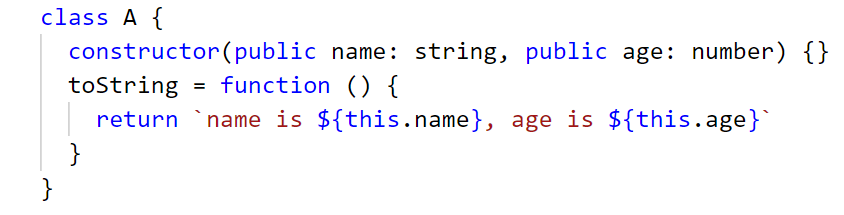 class A {
  constructor(public name: string, public age: number) {}
  toString = function () {
    return `name is ${this.name}, age is ${this.age}`
  }
}